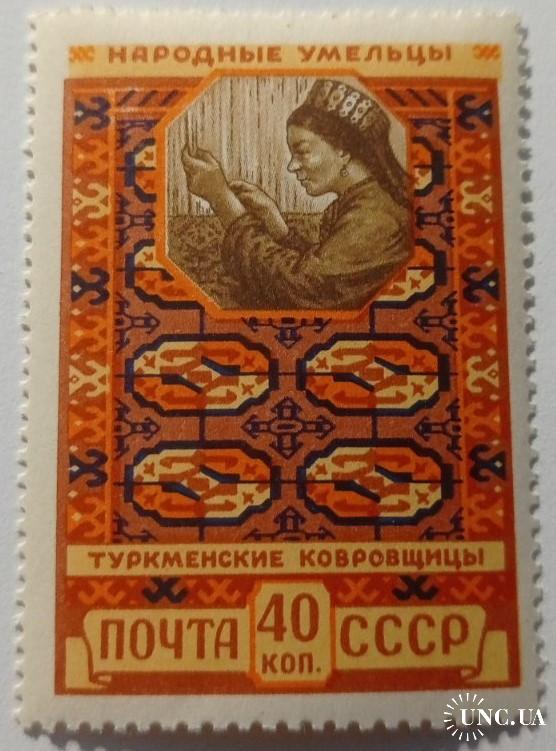 НАРОДНЫЕ УМЕЛЬЦЫ
ТУРКМЕНСКИЕ КОВРОВЩИЦЫ
ПОЧТА 40 КОП. СССР
UNC.UA